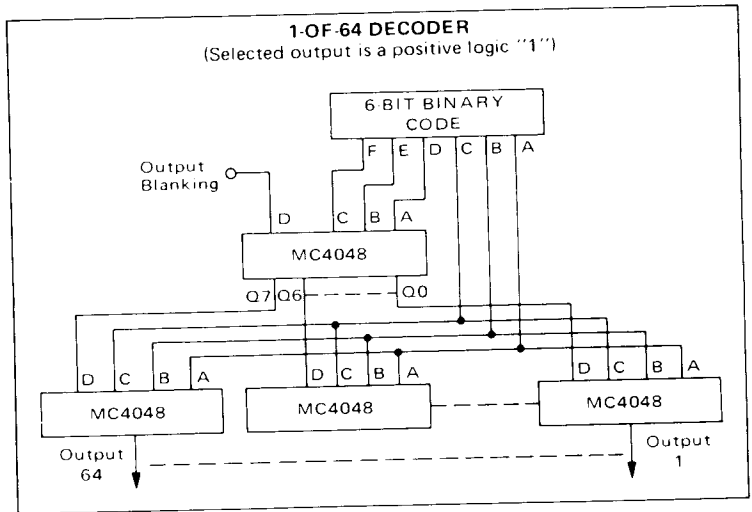 1-OF-64 DECODER
(Selected output is a positive logic "1")
6-BIT BINARY
CODE
F E D C B A
Output
Blanking
D C B A
MC4048
Q7 Q6 Q0
D C B A
D C B A
D C B A
MC4048
MC4048
MC4048
Output
64
Output
1